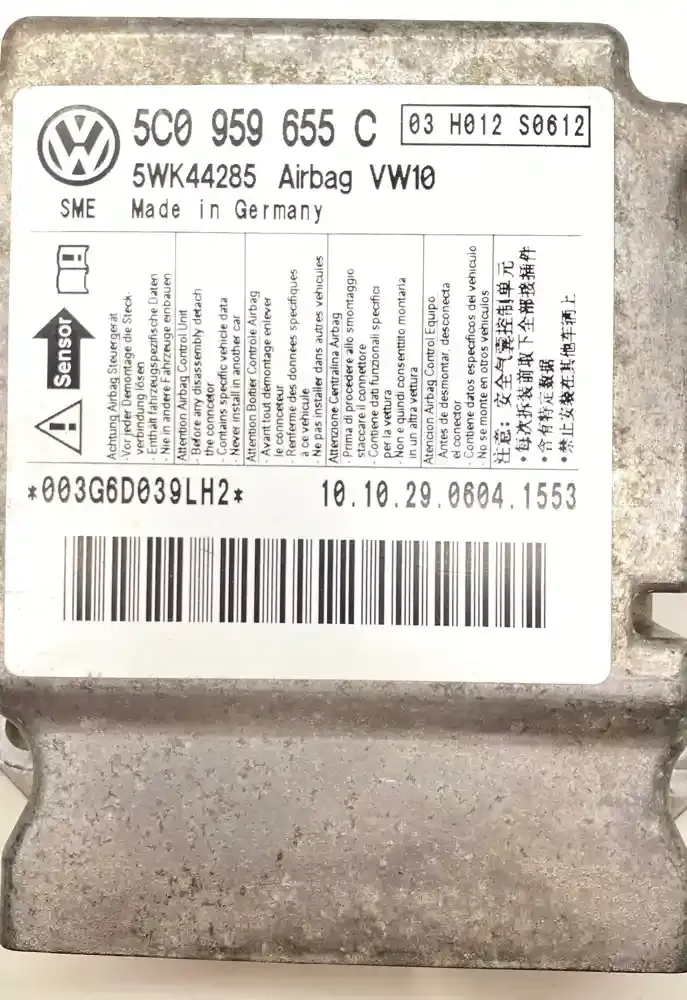 5C0 959 655 C
03 H012 S0612
5WK44285 Airbag VW10
SME Made in Germany
Sensor
Achtung Airbag Steuergerät
- Vor jeder Demontage die Steck-
verbindung lösen
- Enthält fahrzeugspezifische Daten
- Nie in andere Fahrzeuge einbauen
Attention Airbag Control Unit
- Before any disassembly detach
the connector
- Contains specific vehicle data
- Never install in another car
Attention Boitier Controle Airbag
- Avant tout demontage enlever
le connceteur
- Renferme des donnees specifiques
a ce vehicule
- Ne pas installer dans autres vehicules
Attenzione Centralina Airbag
- Prima di procedere allo smontaggio
staccare il connettore
- Contiene dati funzionali specifici
per la vettura
- Non e quindi consentitto montaria
in un altra vettura
Atencion Airbag Control Equipo
- Antes de desmontar, desconecta
el conector
- Contiene datos especificos del vehiculo
- No se monte en otros vehiculos
注意: 安全气囊控制单元
• 每次拆装前取下全部接插件
• 含有特定数据
• 禁止安装在其他车辆上
*003G6D039LH2* 10.10.29.0604.1553